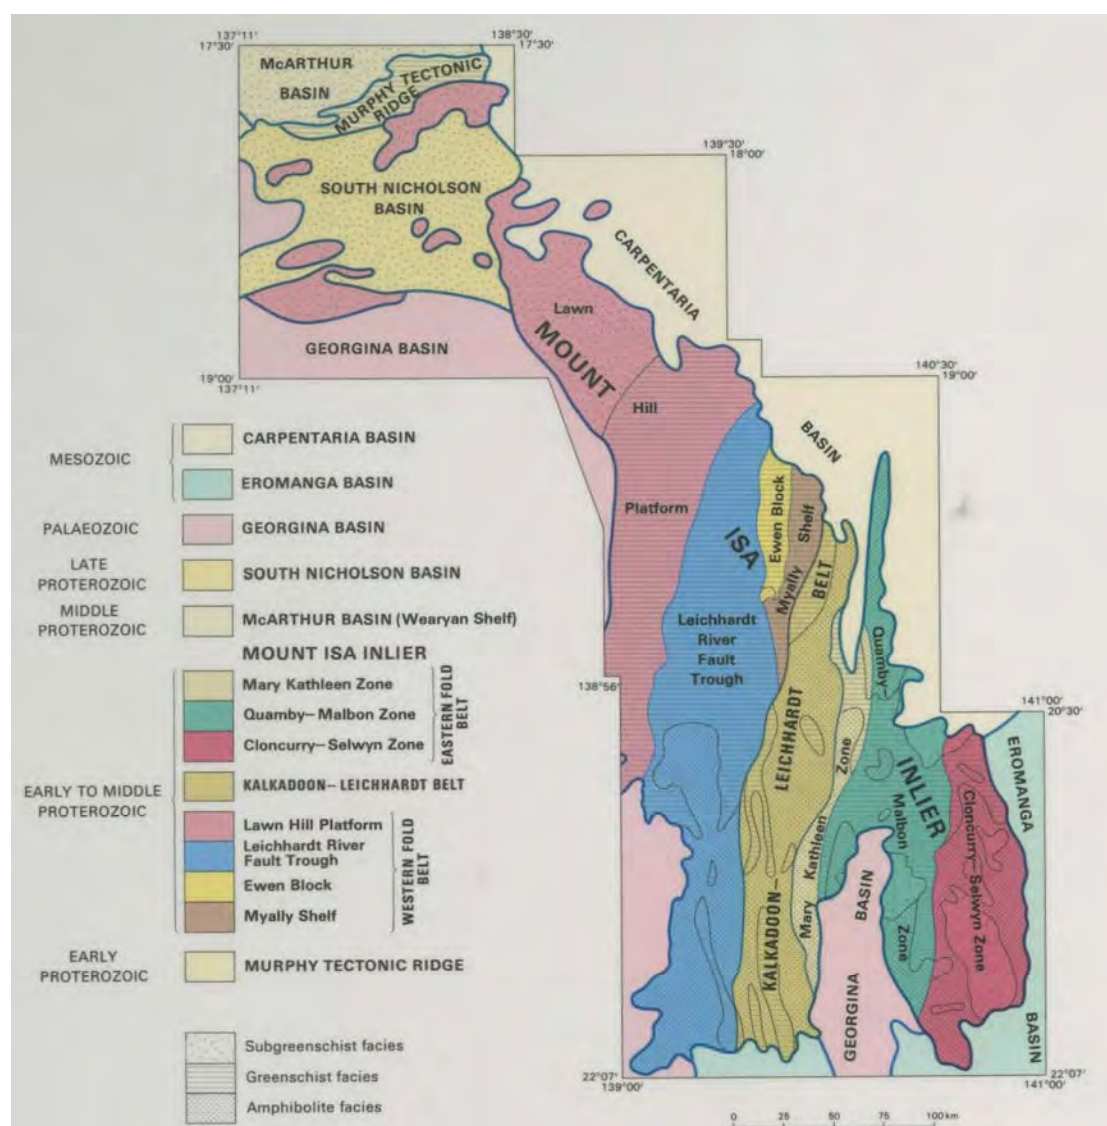 137°11'
138°30'
17°30'
17°30'
McARTHUR
BASIN
MURPHY TECTONIC
RIDGE
139°30'
18°00'
SOUTH NICHOLSON
BASIN
CARPENTARIA
Lawn
MOUNT
GEORGINA BASIN
140°30'
19°00'
19°00'
137°11'
Hill
BASIN
CARPENTARIA BASIN
MESOZOIC
EROMANGA BASIN
Platform
ISA
Ewen Block
Shelf
Myally
BELT
PALAEOZOIC
GEORGINA BASIN
LATE
PROTEROZOIC
SOUTH NICHOLSON BASIN
MIDDLE
PROTEROZOIC
McARTHUR BASIN (Wearyan Shelf)
Leichhardt
River
Fault
Trough
Quamby–
MOUNT ISA INLIER
138°56'
141°00'
20°30'
Mary Kathleen Zone
Quamby–Malbon Zone
Cloncurry–Selwyn Zone
EASTERN FOLD
BELT
LEICHHARDT
Zone
INLIER
EROMANGA
EARLY TO MIDDLE
PROTEROZOIC
KALKADOON–LEICHHARDT BELT
Malbon
Cloncurry–Selwyn Zone
Lawn Hill Platform
Leichhardt River
Fault Trough
Ewen Block
Myally Shelf
WESTERN FOLD
BELT
Mary Kathleen
BASIN
KALKADOON–
Zone
EARLY
PROTEROZOIC
MURPHY TECTONIC RIDGE
GEORGINA
BASIN
Subgreenschist facies
Greenschist facies
Amphibolite facies
22°07'
139°00'
22°07'
141°00'
0 25 50 75 100 km